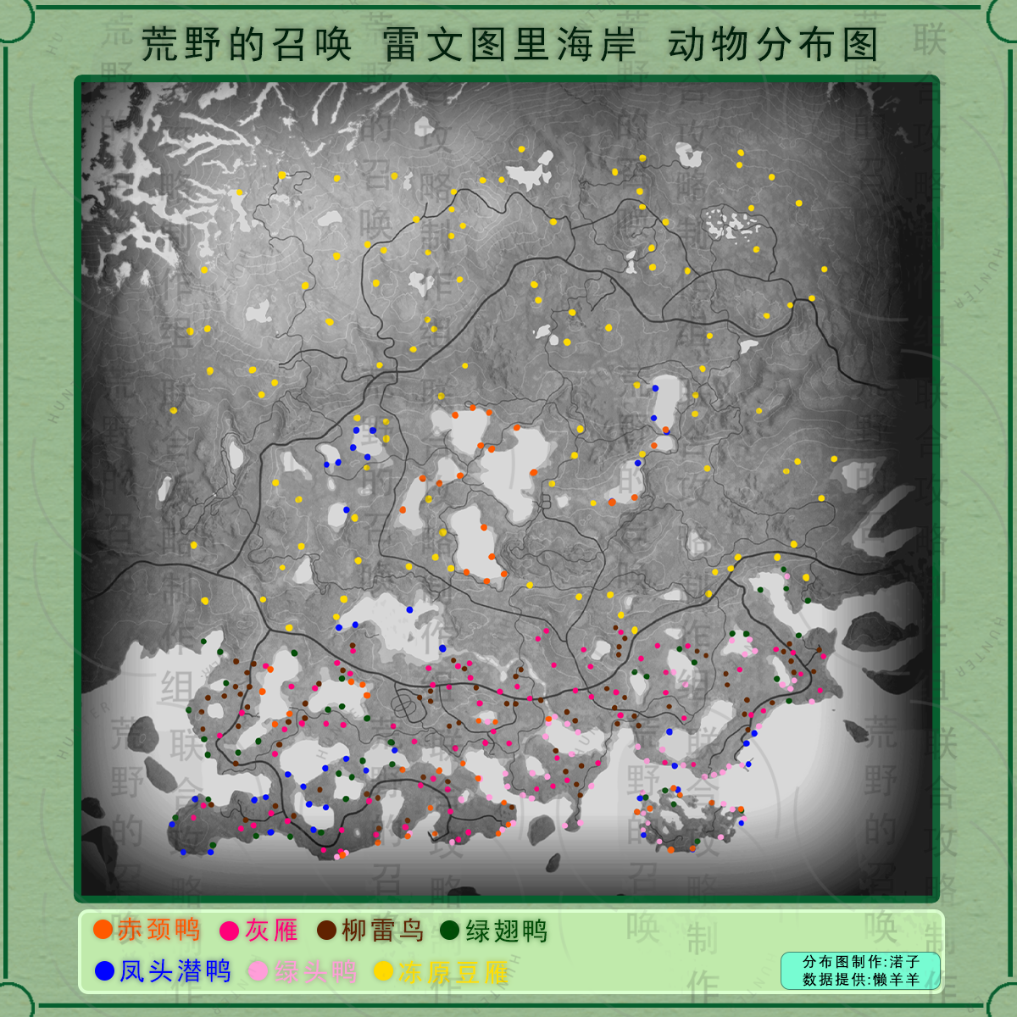 荒野的召唤 雷文图里海岸 动物分布图
赤颈鸭 灰雁 柳雷鸟 绿翅鸭
凤头潜鸭 绿头鸭 冻原豆雁
分布图制作:渃子
数据提供:懒羊羊